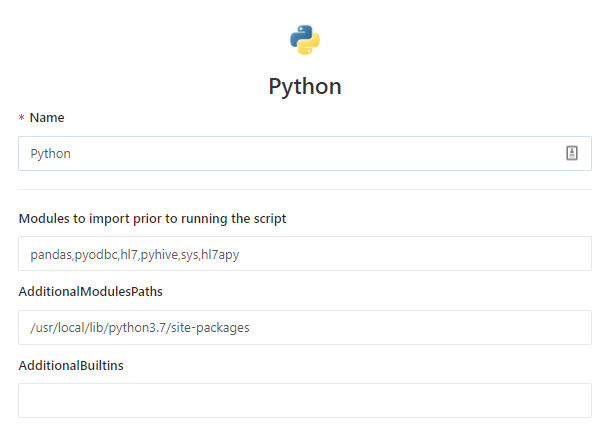 Python
* Name
Python
Modules to import prior to running the script
pandas,pyodbc,hl7,pyhive,sys,hl7apy
AdditionalModulesPaths
/usr/local/lib/python3.7/site-packages
AdditionalBuiltins